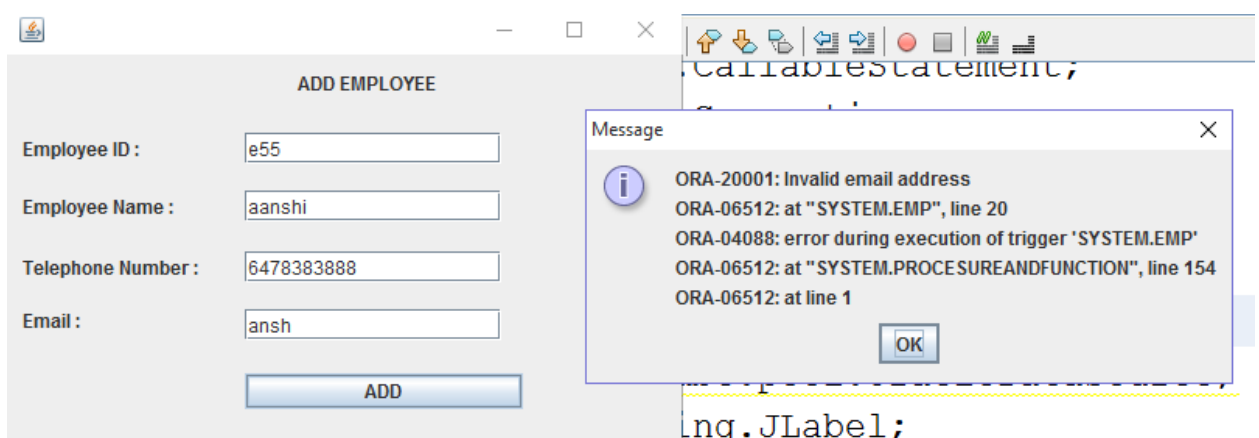 ADD EMPLOYEE
Employee ID :
e55
Employee Name :
aanshi
Telephone Number :
6478383888
Email :
ansh
ADD
.CallableStatement;
Message
ORA-20001: Invalid email address
ORA-06512: at "SYSTEM.EMP", line 20
ORA-04088: error during execution of trigger 'SYSTEM.EMP'
ORA-06512: at "SYSTEM.PROCESUREANDFUNCTION", line 154
ORA-06512: at line 1
OK
ing.JLabel;